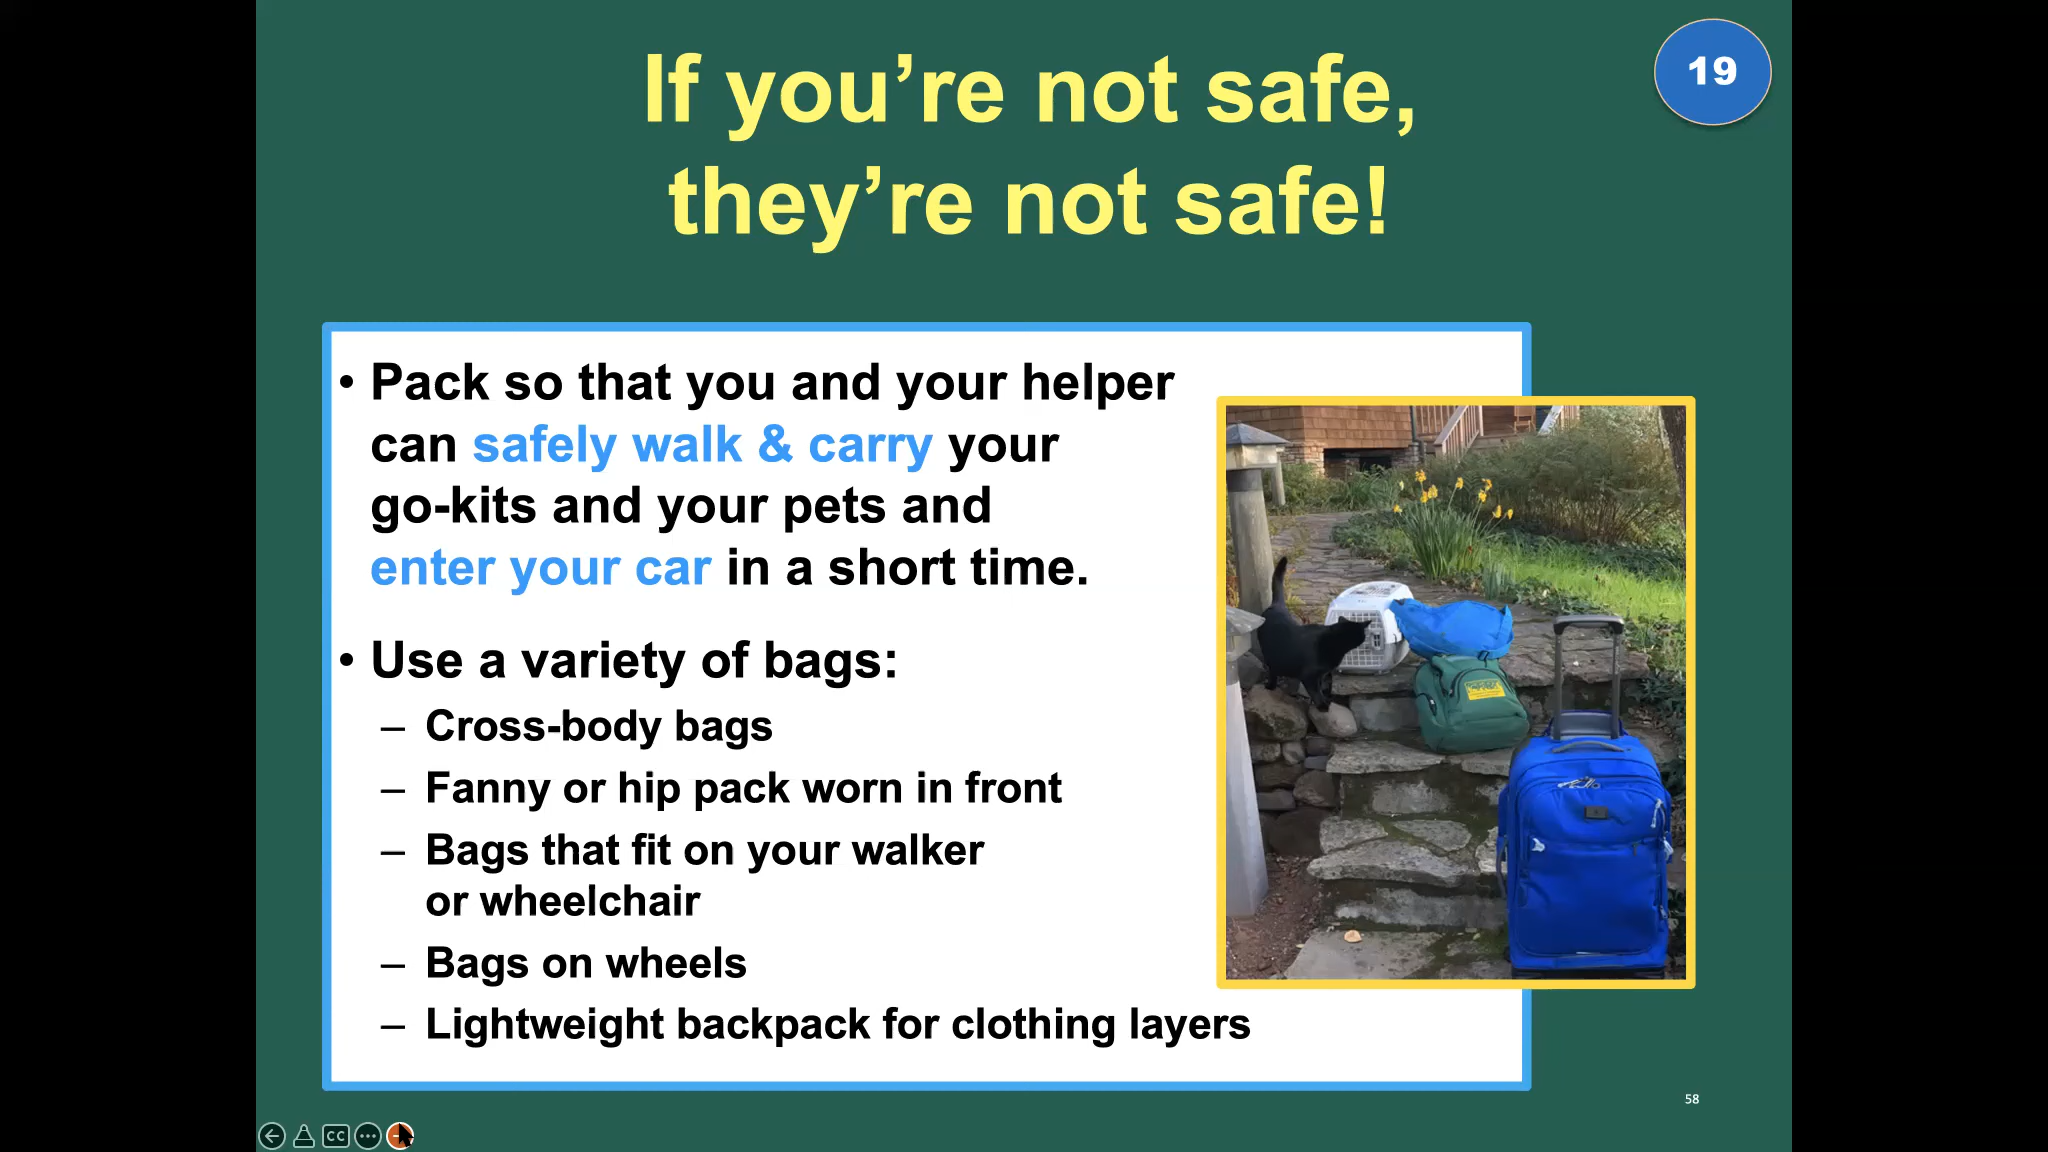 If you’re not safe,
they’re not safe!
19
• Pack so that you and your helper
can safely walk & carry your
go-kits and your pets and
enter your car in a short time.
• Use a variety of bags:
– Cross-body bags
– Fanny or hip pack worn in front
– Bags that fit on your walker
or wheelchair
– Bags on wheels
– Lightweight backpack for clothing layers
58
CC